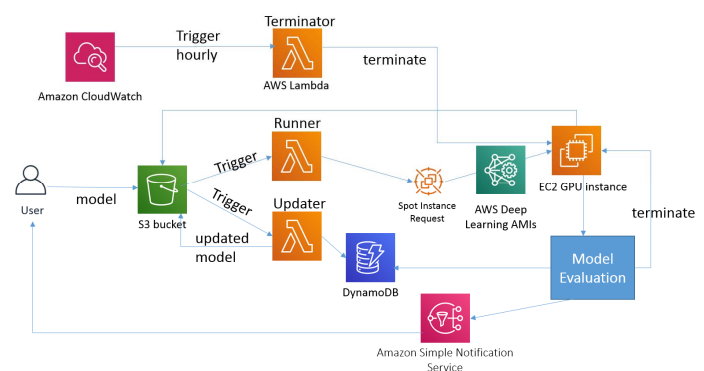 Terminator
Trigger
hourly
Amazon CloudWatch
AWS Lambda
terminate
Runner
Trigger
User
model
S3 bucket
Trigger
Updater
updated
model
Spot Instance
Request
AWS Deep
Learning AMIs
EC2 GPU instance
terminate
DynamoDB
Model
Evaluation
Amazon Simple Notification
Service